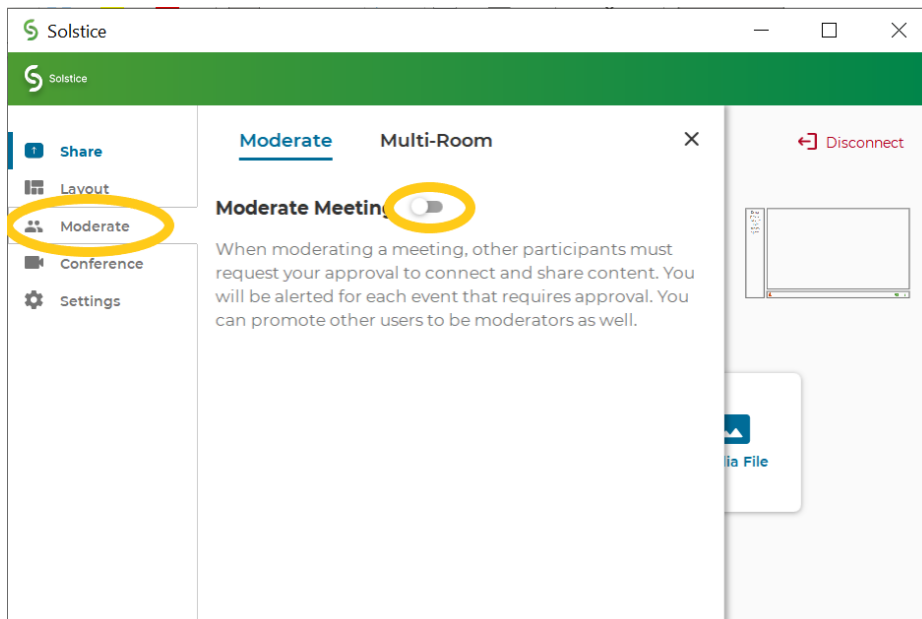 Solstice
Solstice
Share
Layout
Moderate
Conference
Settings
Moderate Multi-Room
Moderate Meeting
When moderating a meeting, other participants must
request your approval to connect and share content. You
will be alerted for each event that requires approval. You
can promote other users to be moderators as well.
Disconnect
ia File